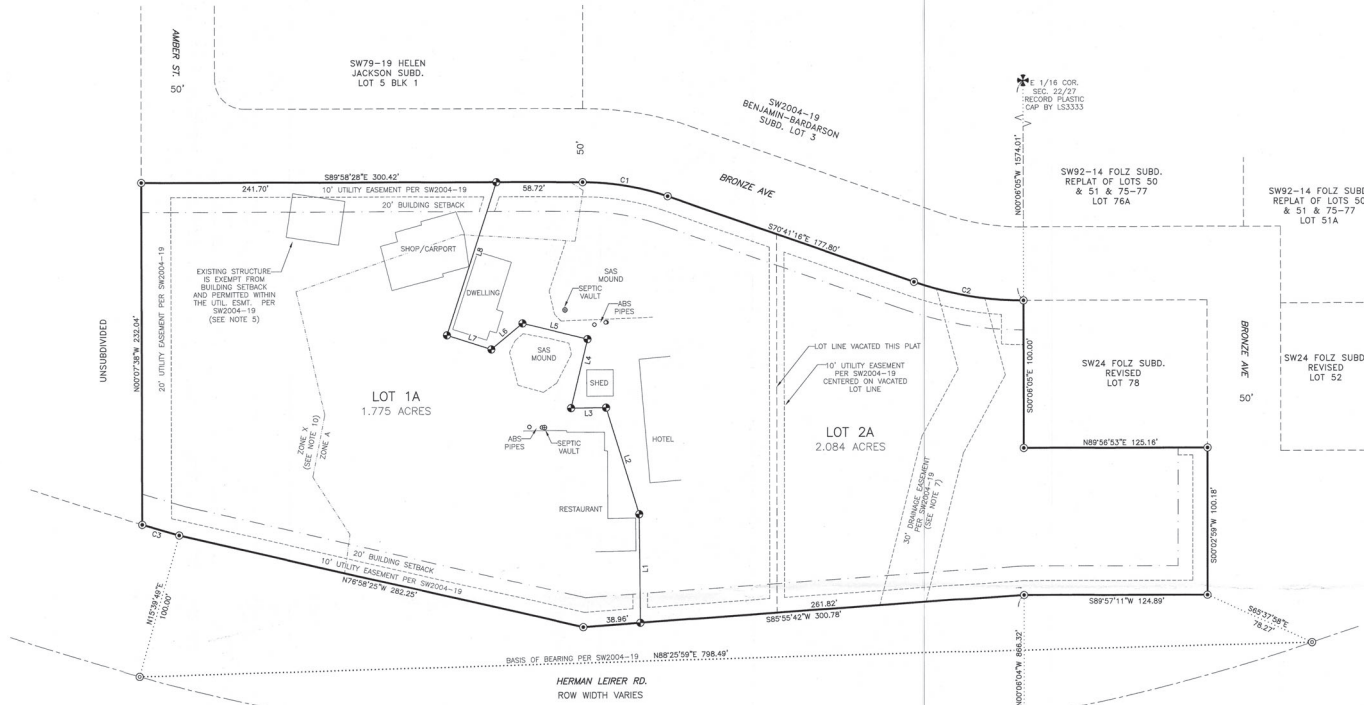 AMBER ST.
50'
SW79-19 HELEN
JACKSON SUBD.
LOT 5 BLK 1
SW2004-19
BENJAMIN-BARDARSON
SUBD. LOT 3
E 1/16 COR.
SEC. 22/27
RECORD PLASTIC
CAP BY LS3333
N00°06'05"W 1574.01'
SW92-14 FOLZ SUBD.
REPLAT OF LOTS 50
& 51 & 75-77
LOT 76A
SW92-14 FOLZ SUBD
REPLAT OF LOTS 50
& 51 & 75-77
LOT 51A
50'
BRONZE AVE
S89°58'28"E 300.42'
241.70'
10' UTILITY EASEMENT PER SW2004-19
58.72'
C1
20' BUILDING SETBACK
S70°41'16"E 177.80'
C2
SHOP/CARPORT
L8
DWELLING
EXISTING STRUCTURE
IS EXEMPT FROM
BUILDING SETBACK
AND PERMITTED WITHIN
THE UTIL. ESMT. PER
SW2004-19
(SEE NOTE 5)
SAS
MOUND
SEPTIC
VAULT
ABS
PIPES
UNSUBDIVIDED
N00°07'38"W 232.04'
20' UTILITY EASEMENT PER SW2004-19
L7
L6
L5
L4
SAS
MOUND
SHED
L3
LOT LINE VACATED THIS PLAT
10' UTILITY EASEMENT
PER SW2004-19
CENTERED ON VACATED
LOT LINE
S00°06'05"E 100.00'
SW24 FOLZ SUBD.
REVISED
LOT 78
BRONZE AVE
50'
SW24 FOLZ SUBD
REVISED
LOT 52
LOT 1A
1.775 ACRES
ZONE X
(SEE NOTE 10)
ZONE A
ABS
PIPES
SEPTIC
VAULT
L2
HOTEL
LOT 2A
2.084 ACRES
N89°56'53"E 125.16'
30' DRAINAGE EASEMENT
PER SW2004-19
(SEE NOTE 7)
S00°02'59"W 100.18'
RESTAURANT
L1
C3
20' BUILDING SETBACK
10' UTILITY EASEMENT PER SW2004-19
N76°58'25"W 282.25'
N15°39'49"E
100.00'
38.96'
261.82'
S85°55'42"W 300.78'
S89°57'11"W 124.89'
S65°37'58"E
78.27'
N00°06'04"W 866.32'
BASIS OF BEARING PER SW2004-19 N88°25'59"E 798.49'
HERMAN LEIRER RD.
ROW WIDTH VARIES